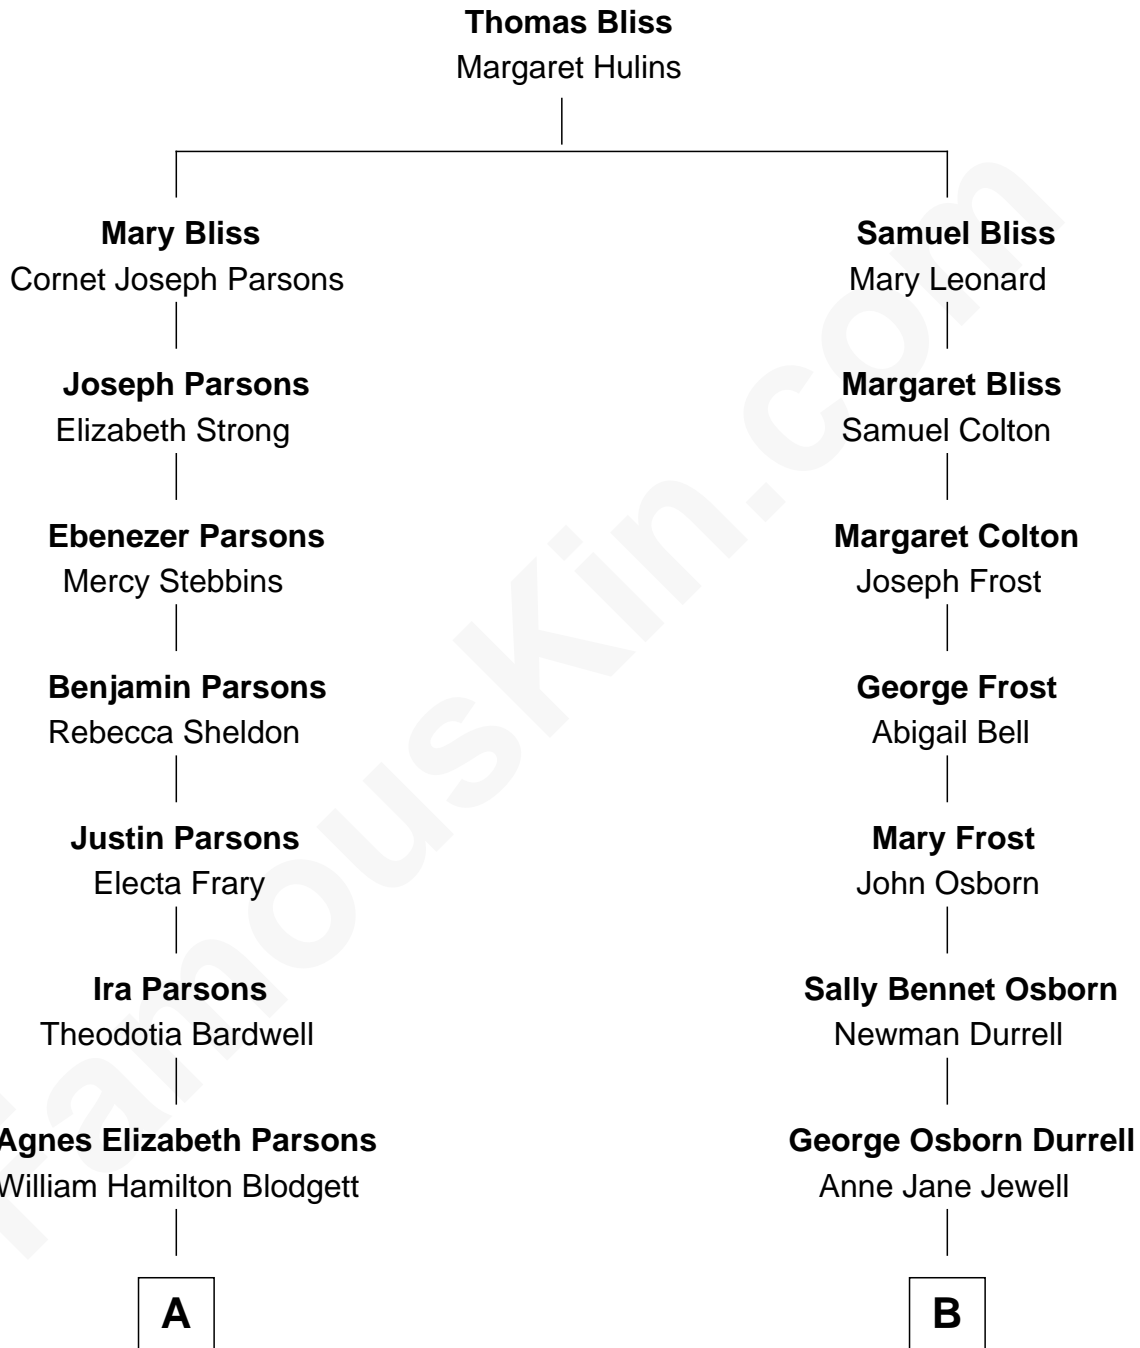 Thomas Bliss
Margaret Hulins
Mary Bliss
Cornet Joseph Parsons
Samuel Bliss
Mary Leonard
Joseph Parsons
Elizabeth Strong
Margaret Bliss
Samuel Colton
Ebenezer Parsons
Mercy Stebbins
Margaret Colton
Joseph Frost
Benjamin Parsons
Rebecca Sheldon
George Frost
Abigail Bell
Justin Parsons
Electa Frary
Mary Frost
John Osborn
Ira Parsons
Theodotia Bardwell
Sally Bennet Osborn
Newman Durrell
Agnes Elizabeth Parsons
William Hamilton Blodgett
George Osborn Durrell
Anne Jane Jewell
A
B
FamousKin.com